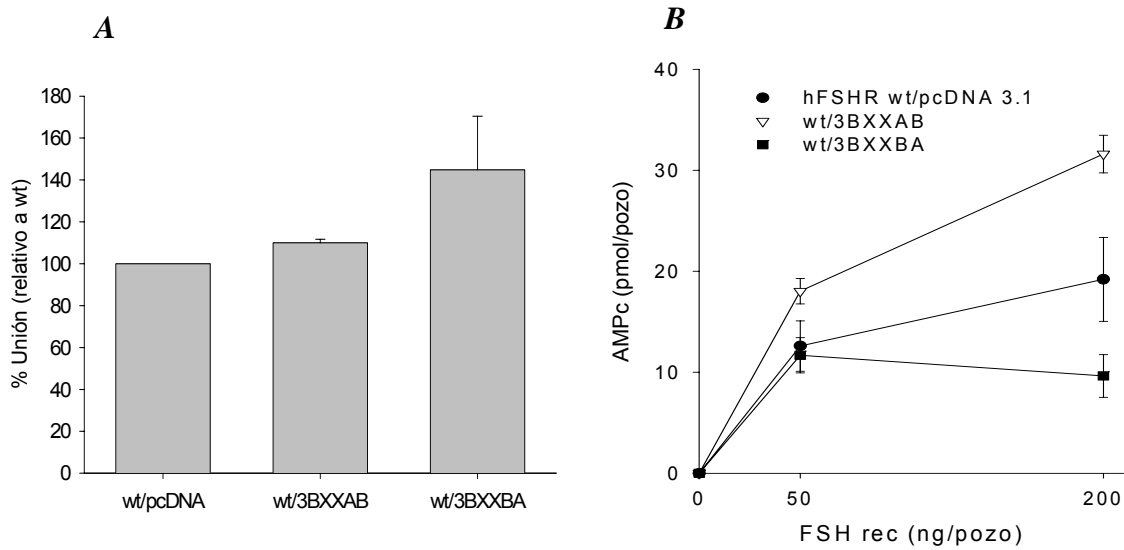 A
% Unión (relativo a wt)
180
160
140
120
100
80
60
40
20
0
wt/pcDNA
wt/3BXXAB
wt/3BXXBA
B
AMPc (pmol/pozo)
40
30
20
10
0
hFSHR wt/pcDNA 3.1
wt/3BXXAB
wt/3BXXBA
0
50
200
FSH rec (ng/pozo)